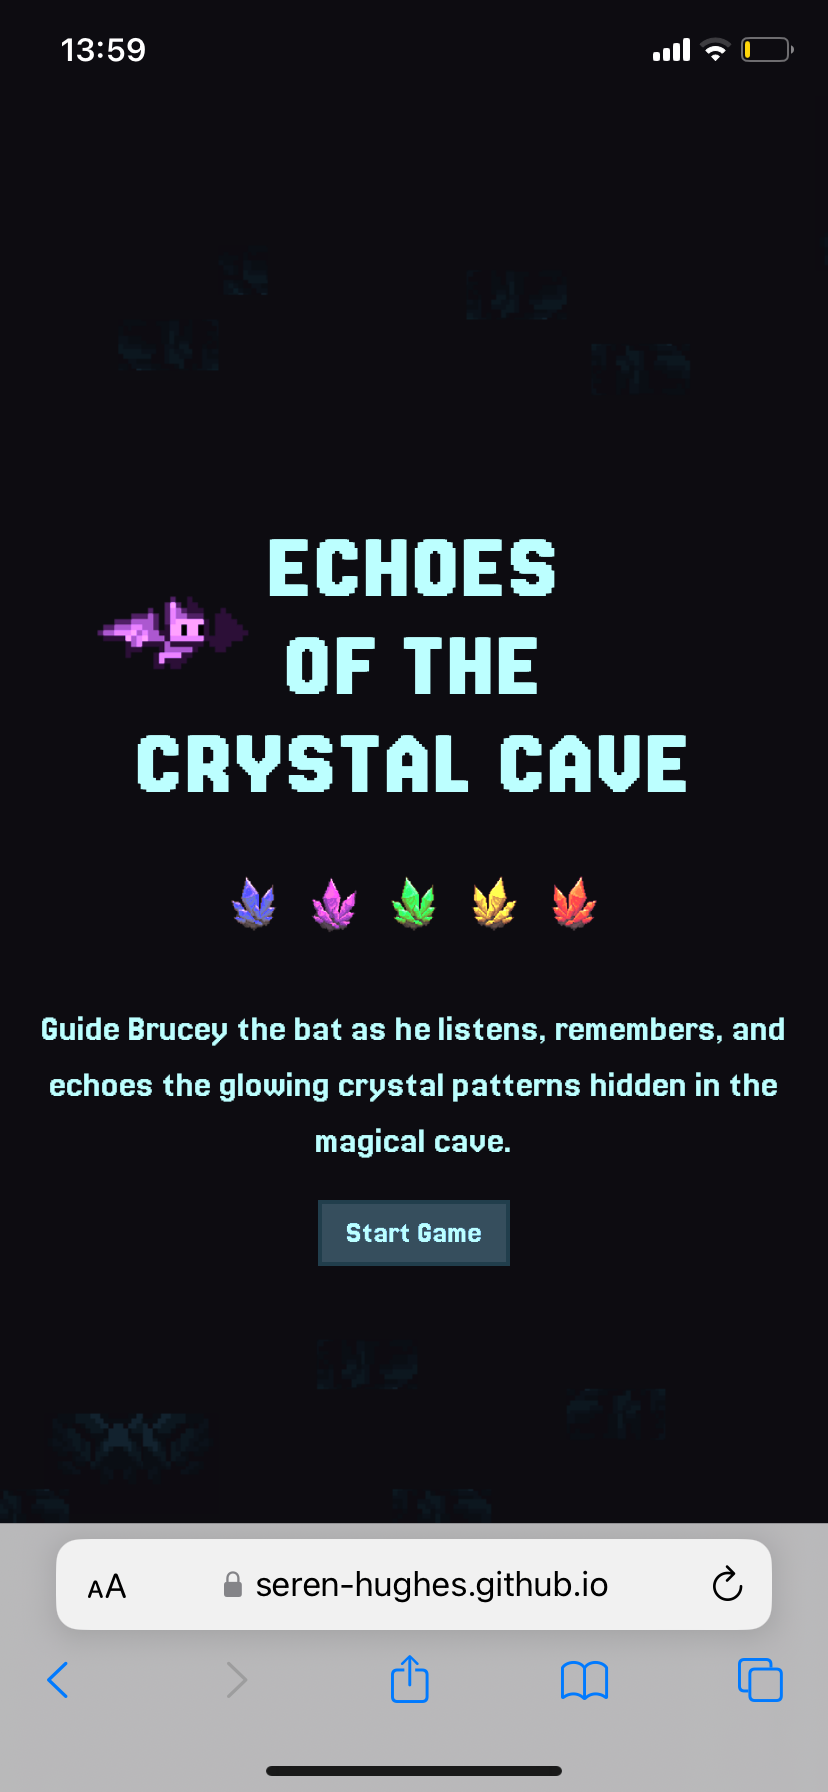 13:59
ECHOES
OF THE
CRYSTAL CAVE
Guide Brucey the bat as he listens, remembers, and
echoes the glowing crystal patterns hidden in the
magical cave.
Start Game
AA seren-hughes.github.io